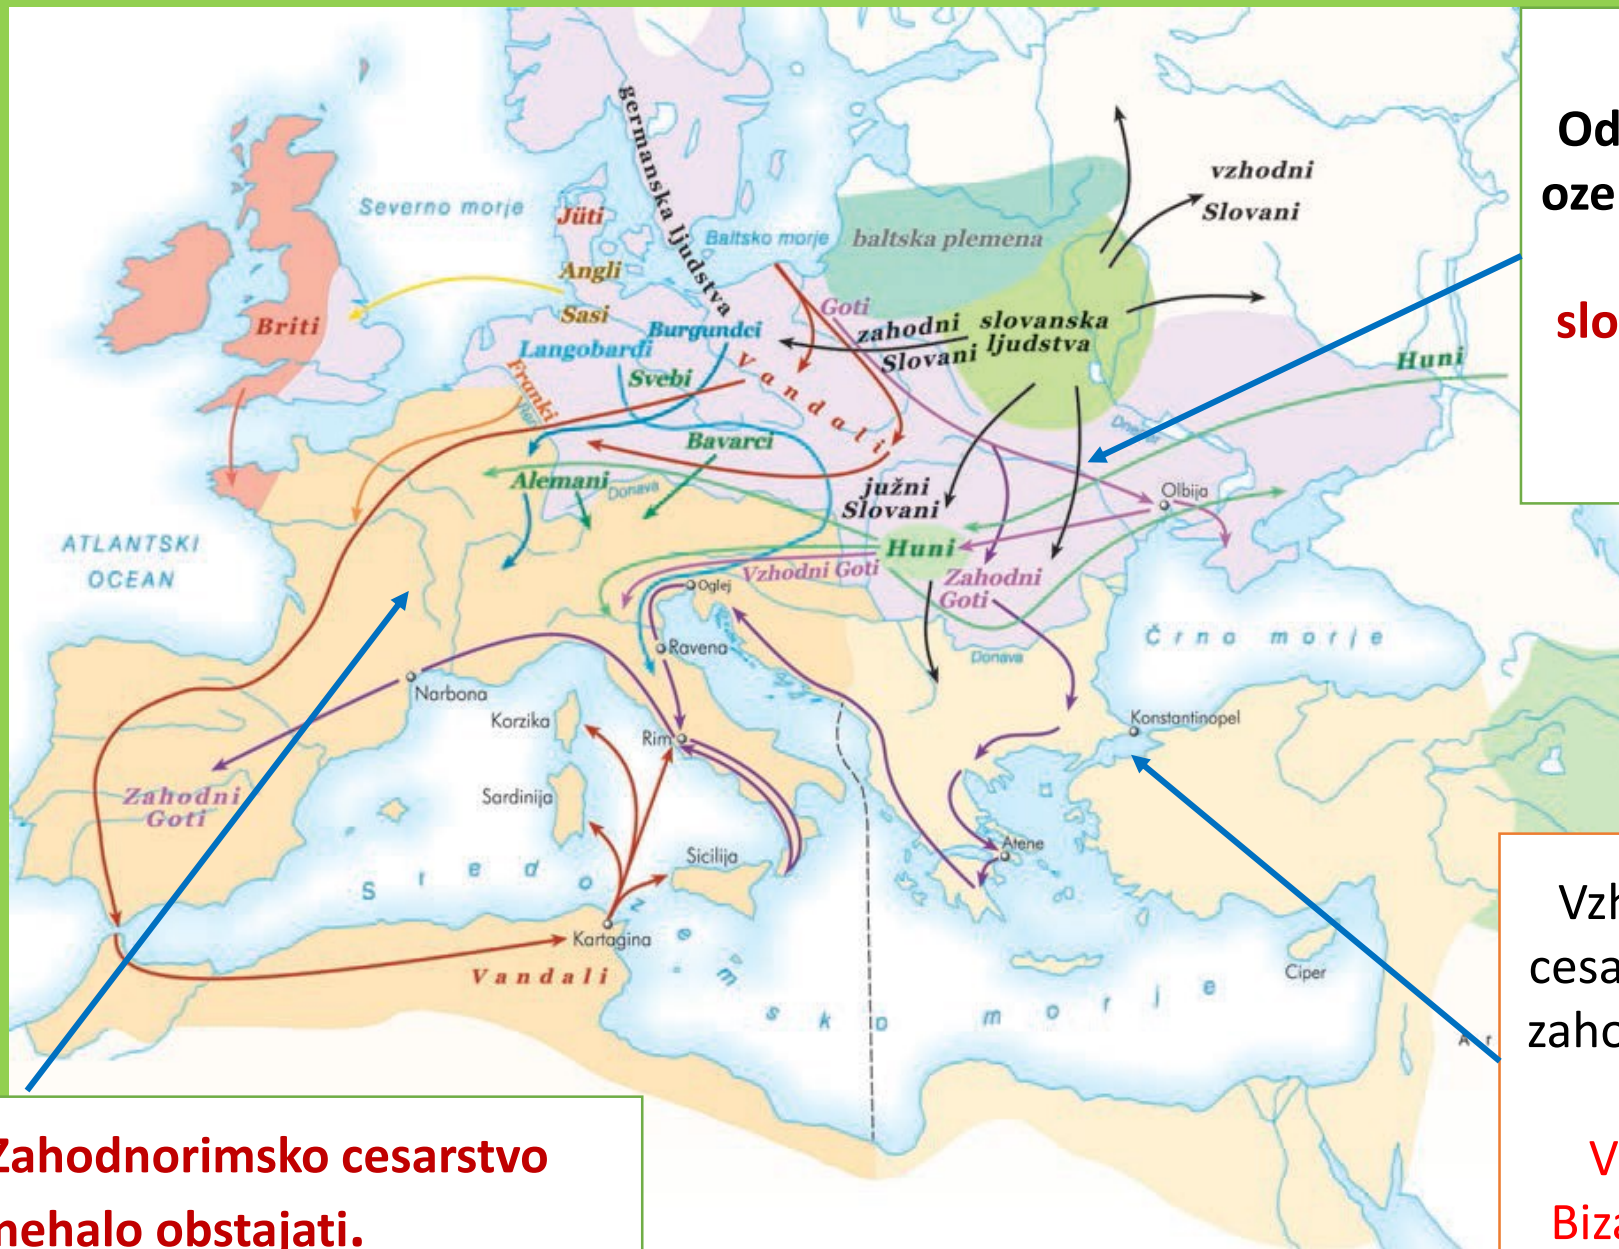 germanska ljudstva
Severno morje
Jüti
Baltsko morje
baltska plemena
vzhodni
Slovani
Angli
Sasi
Goti
Briti
Burgundci
zahodni
Slovani
slovanska
ljudstva
Langobardi
Svebi
Vandali
Huni
Franki
Bavarci
Alemani
Donava
južni
Slovani
Olbija
ATLANTSKI
OCEAN
Huni
Vzhodni Goti
Zahodni
Goti
Oglej
Ravena
Donava
Črno morje
Narbona
Korzika
Rim
Konstantinopel
Zahodni
Goti
Sardinija
Sicilija
Atene
Sredozemsko morje
Kartagina
Vandali
Ciper
Od
oze
slo
Vzh
cesa
zaho
V
Biza
Zahodnorimsko cesarstvo
nehalo obstajati.